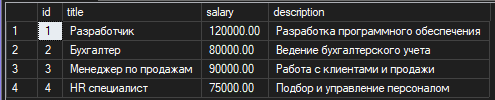 id title salary description
1 1 Разработчик 120000.00 Разработка программного обеспечения
2 2 Бухгалтер 80000.00 Ведение бухгалтерского учета
3 3 Менеджер по продажам 90000.00 Работа с клиентами и продажи
4 4 HR специалист 75000.00 Подбор и управление персоналом